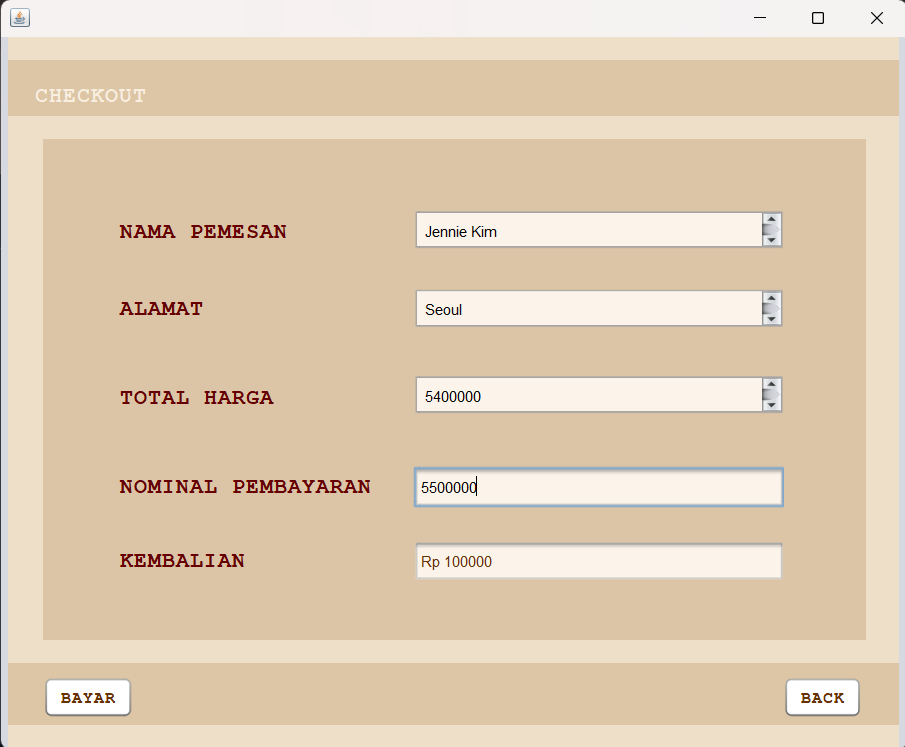 CHECKOUT
NAMA PEMESAN
Jennie Kim
ALAMAT
Seoul
TOTAL HARGA
5400000
NOMINAL PEMBAYARAN
5500000
KEMBALIAN
Rp 100000
BAYAR
BACK